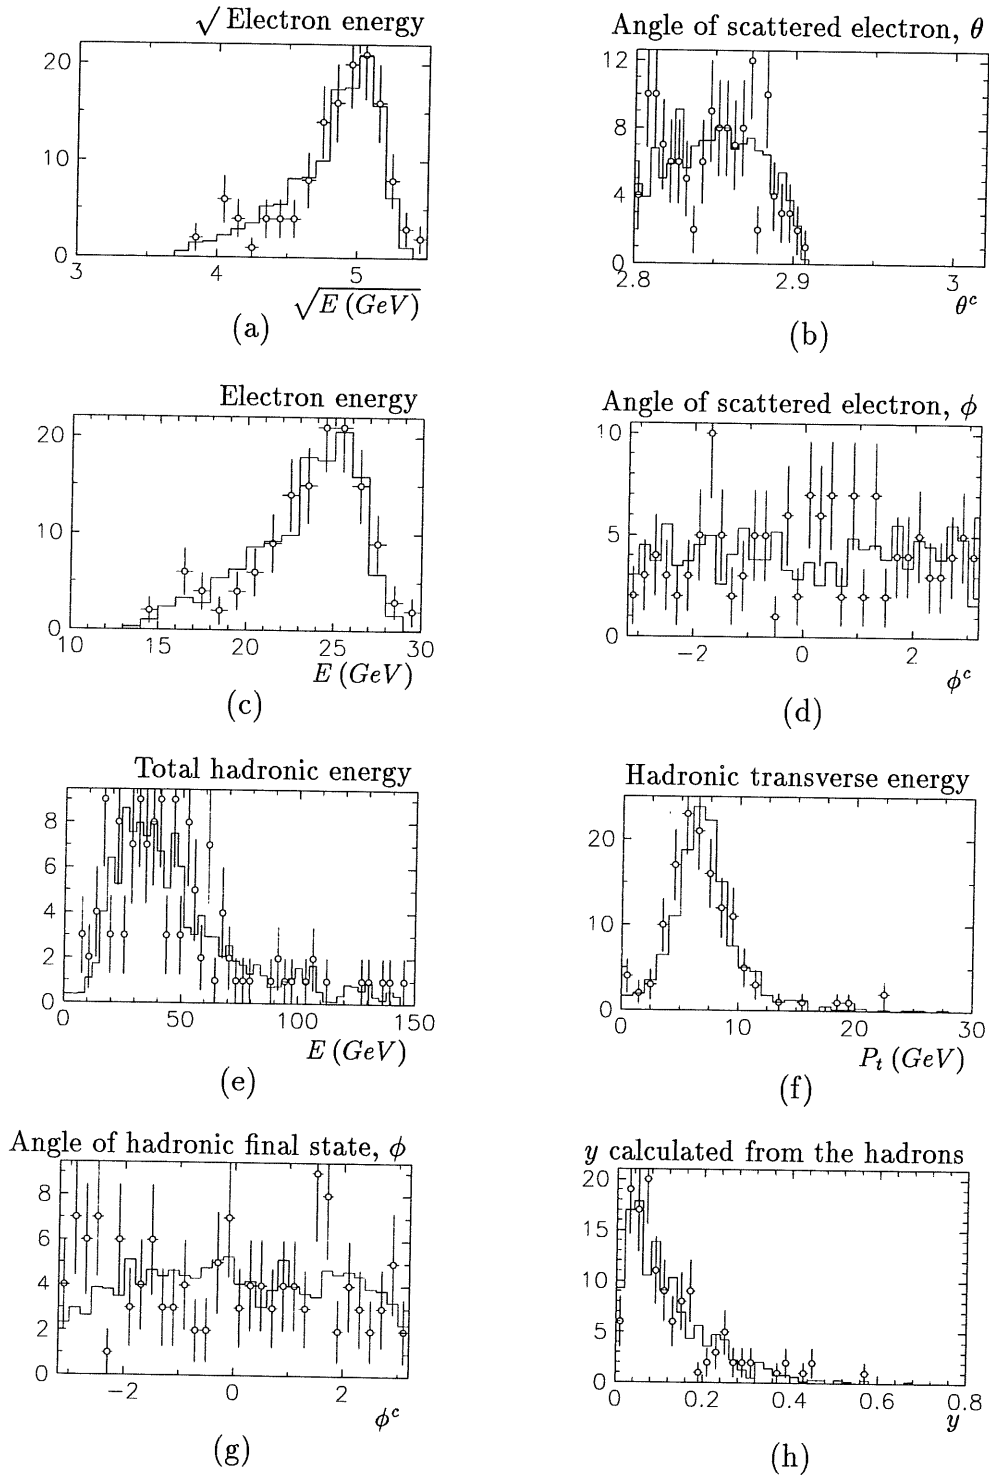 √ Electron energy
20
10
0
3 4 5
√E (GeV)
(a)
Angle of scattered electron, θ
12
8
4
0
2.8 2.9 3
θᶜ
(b)
Electron energy
20
10
0
10 15 20 25 30
E (GeV)
(c)
Angle of scattered electron, ϕ
10
5
0
−2 0 2
ϕᶜ
(d)
Total hadronic energy
8
6
4
2
0
0 50 100 150
E (GeV)
(e)
Hadronic transverse energy
20
10
0
0 10 20 30
Pₜ (GeV)
(f)
Angle of hadronic final state, ϕ
8
6
4
2
0
−2 0 2
ϕᶜ
(g)
y calculated from the hadrons
20
15
10
5
0
0 0.2 0.4 0.6 0.8
y
(h)